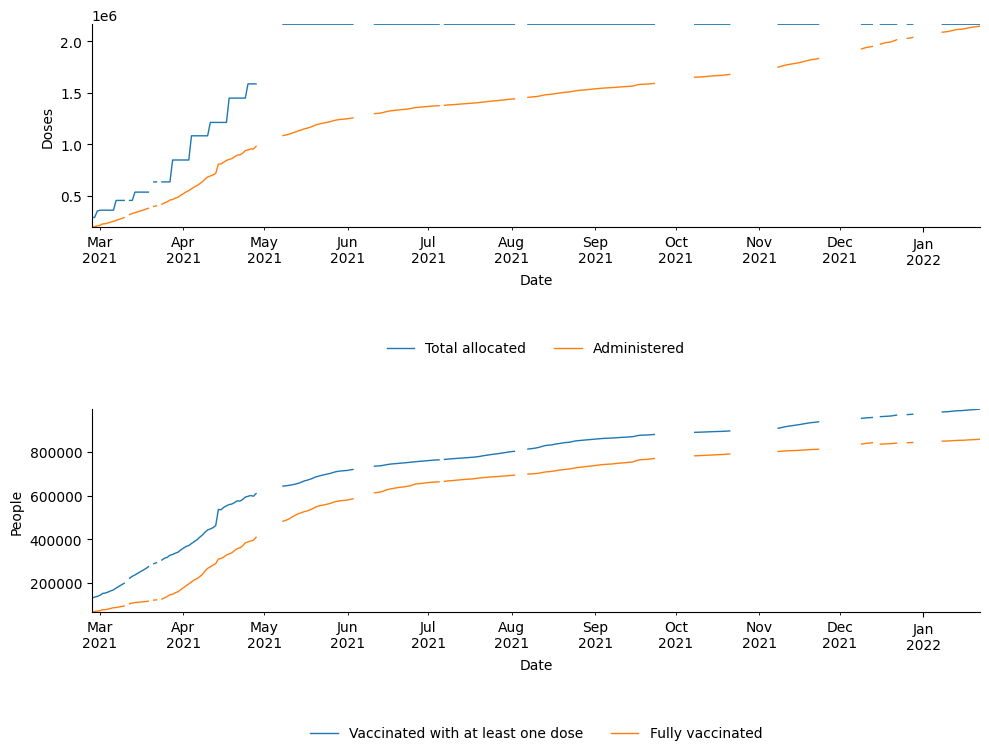 1e6
2.0
1.5
1.0
0.5
Doses
Mar Apr May Jun Jul Aug Sep Oct Nov Dec Jan
2021 2021 2021 2021 2021 2021 2021 2021 2021 2021 2022
Date
Total allocated Administered
800000
600000
400000
200000
People
Mar Apr May Jun Jul Aug Sep Oct Nov Dec Jan
2021 2021 2021 2021 2021 2021 2021 2021 2021 2021 2022
Date
Vaccinated with at least one dose Fully vaccinated